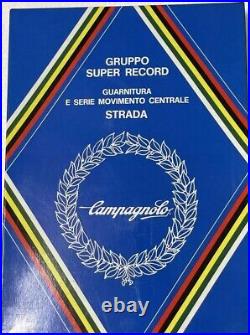 GRUPPO
SUPER RECORD
GUARNITURA
E SERIE MOVIMENTO CENTRALE
STRADA
Campagnolo